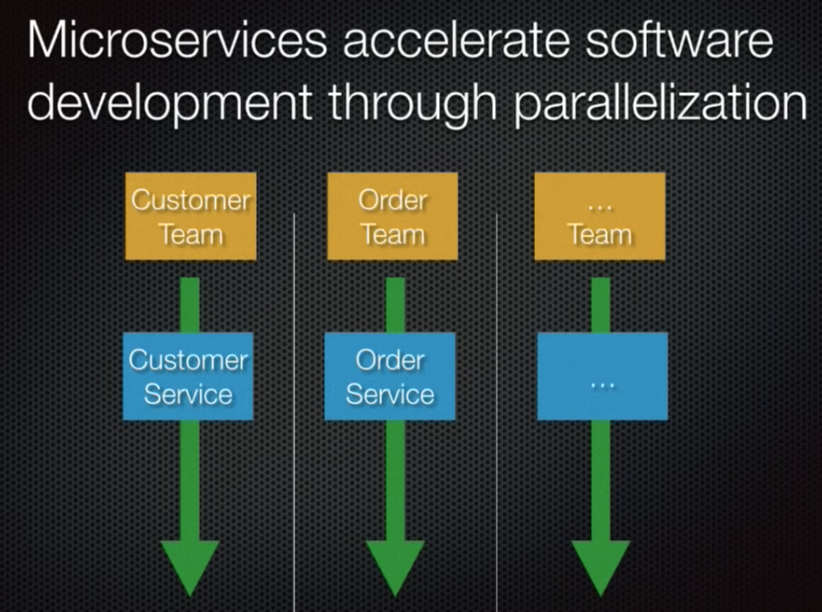 Microservices accelerate software
development through parallelization
Customer
Team
Order
Team
...
Team
Customer
Service
Order
Service
...